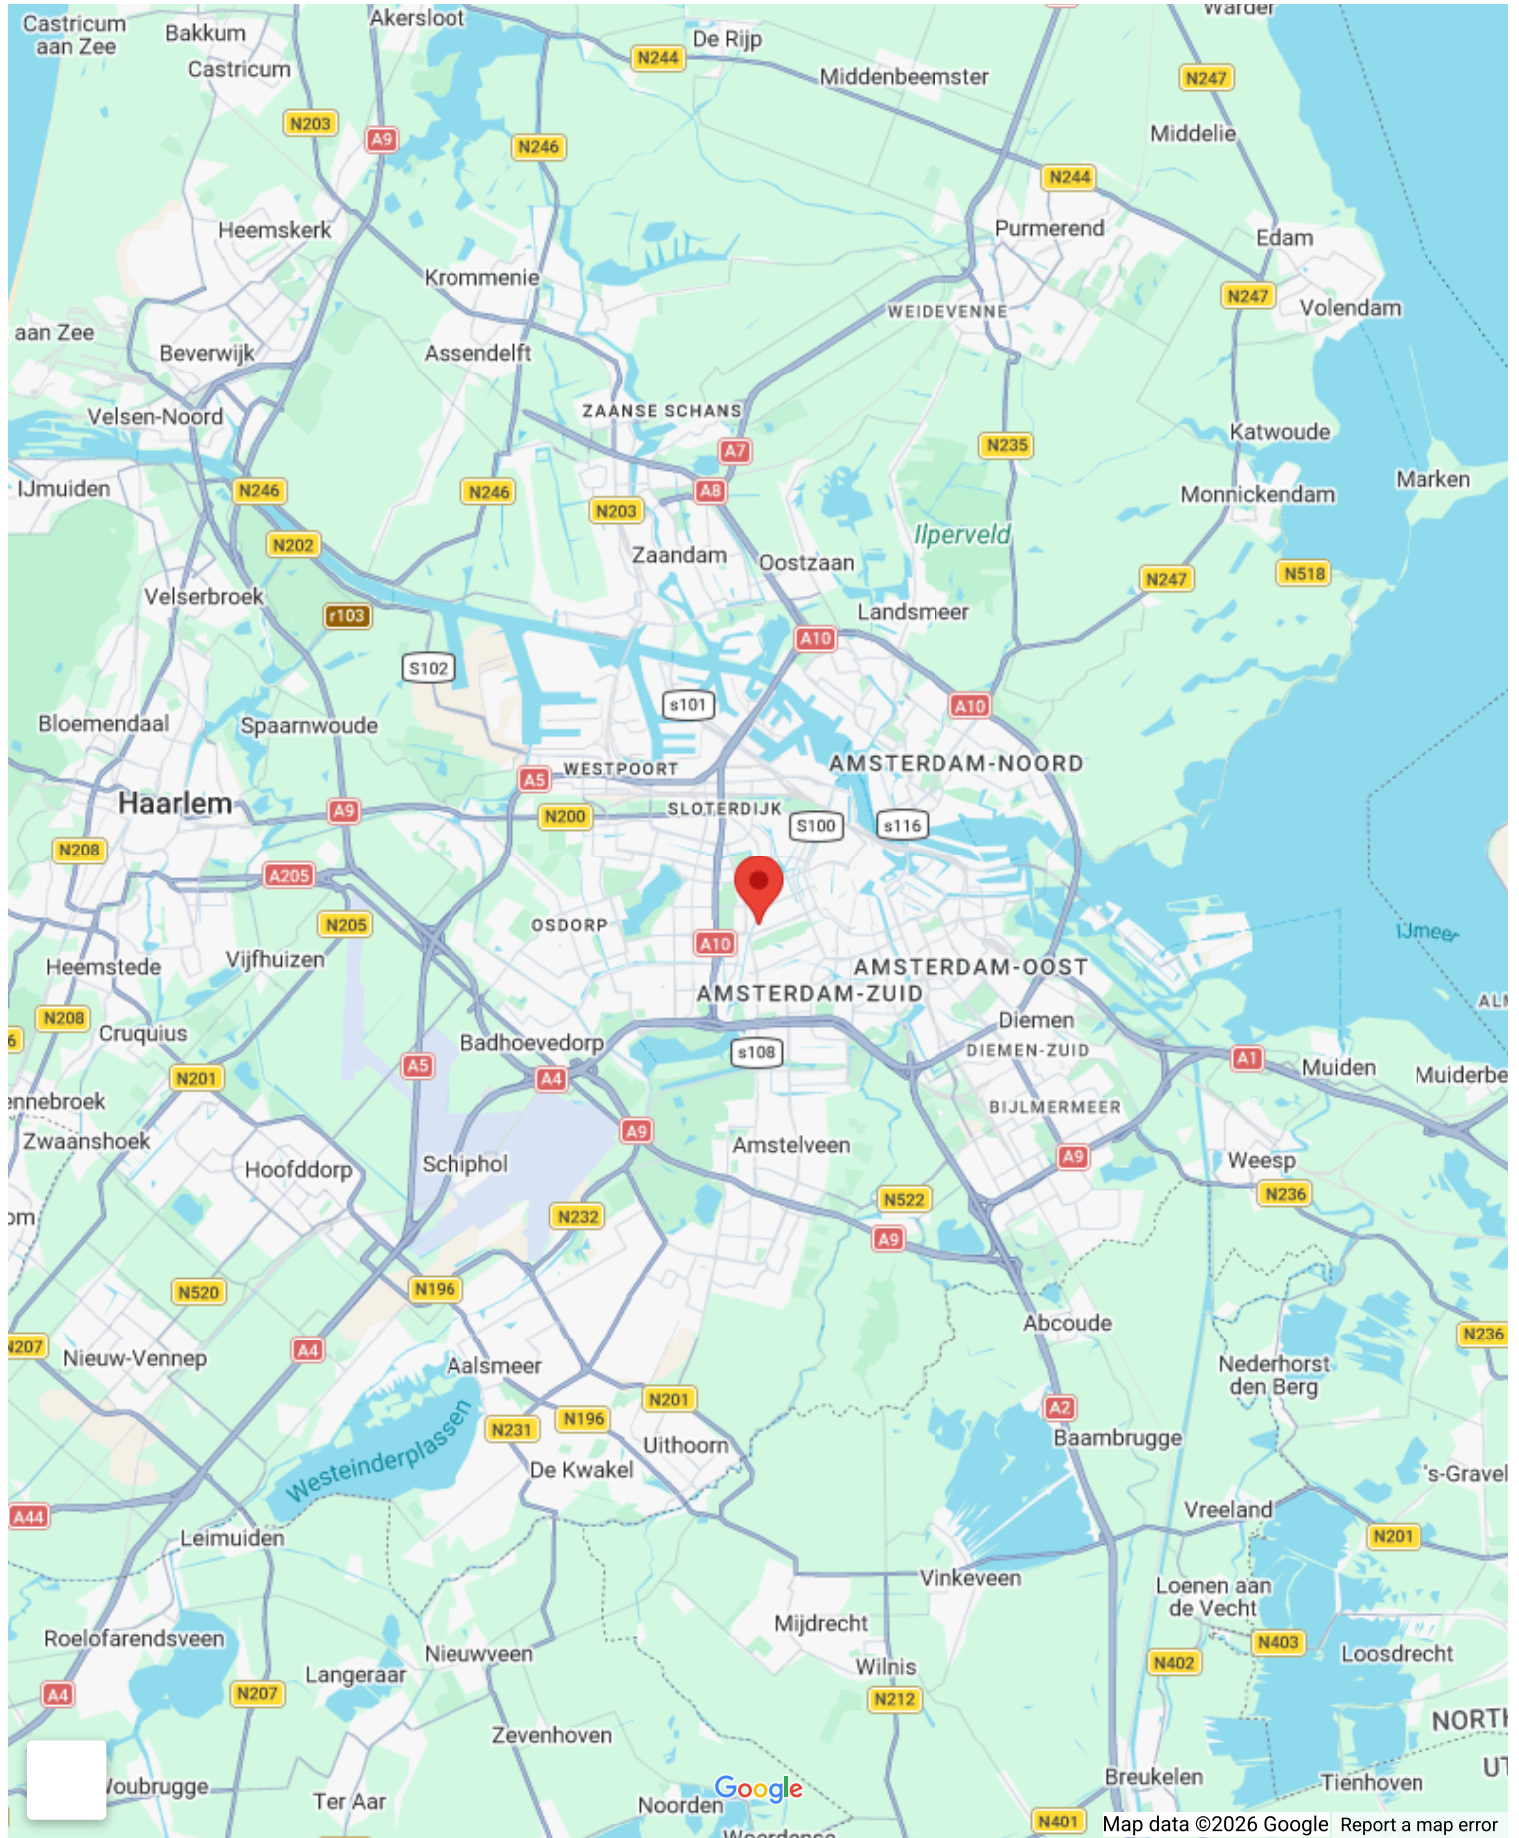 Castricum
aan Zee
Bakkum
Akersloot
De Rijp
Warder
Castricum
N244
Middenbeemster
N247
N203
A9
N246
Middelie
N244
Heemskerk
Purmerend
Edam
Krommenie
N247
Volendam
WEIDEVENNE
aan Zee
Beverwijk
Assendelft
Velsen-Noord
ZAANSE SCHANS
A7
N235
Katwoude
IJmuiden
N246
N246
A8
N203
Monnickendam
Marken
N202
Ilperveld
Zaandam
Oostzaan
N247
N518
Velserbroek
r103
Landsmeer
A10
S102
s101
A10
Bloemendaal
Spaarnwoude
WESTPOORT
A5
AMSTERDAM-NOORD
Haarlem
A9
N200
SLOTERDIJK
S100
s116
N208
A205
N205
OSDORP
A10
IJmeer
Vijfhuizen
Heemstede
AMSTERDAM-OOST
AMSTERDAM-ZUID
N208
Cruquius
6
Diemen
Badhoevedorp
s108
DIEMEN-ZUID
A5
A4
A1
Muiden
Muiderbe
N201
ennebroek
BIJLMERMEER
Zwaanshoek
A9
Amstelveen
A9
Schiphol
Hoofddorp
Weesp
N236
N522
om
N232
A9
N520
N196
Abcoude
N207
A4
N236
Nieuw-Vennep
Aalsmeer
Nederhorst
den Berg
N201
A2
N231
N196
Westeinderplassen
Uithoorn
Baambrugge
De Kwakel
's-Gravel
A44
Vreeland
Leimuiden
N201
Vinkeveen
Loenen aan
de Vecht
Mijdrecht
Roelofarendsveen
N403
Nieuwveen
Loosdrecht
Langeraar
Wilnis
N402
A4
N207
N212
NORTH
Zevenhoven
UT
Woubrugge
Ter Aar
Google
Breukelen
Tienhoven
Noorden
N401
Map data ©2026 Google
Report a map error